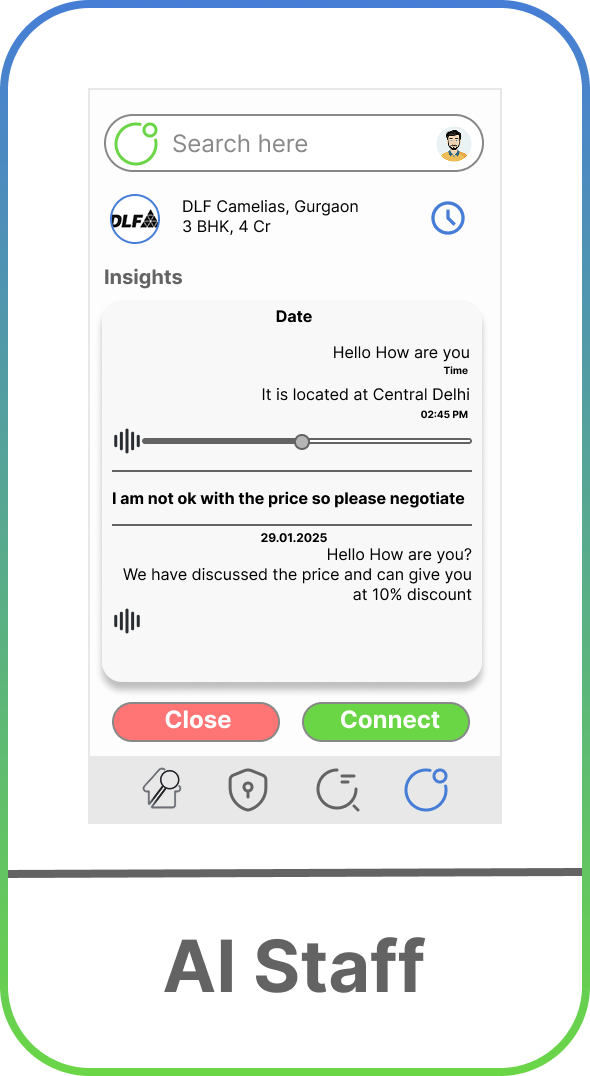 Search here
DLF
DLF Camelias, Gurgaon
3 BHK, 4 Cr
Insights
Date
Hello How are you
Time
It is located at Central Delhi
02:45 PM
I am not ok with the price so please negotiate
29.01.2025
Hello How are you?
We have discussed the price and can give you
at 10% discount
Close
Connect
AI Staff